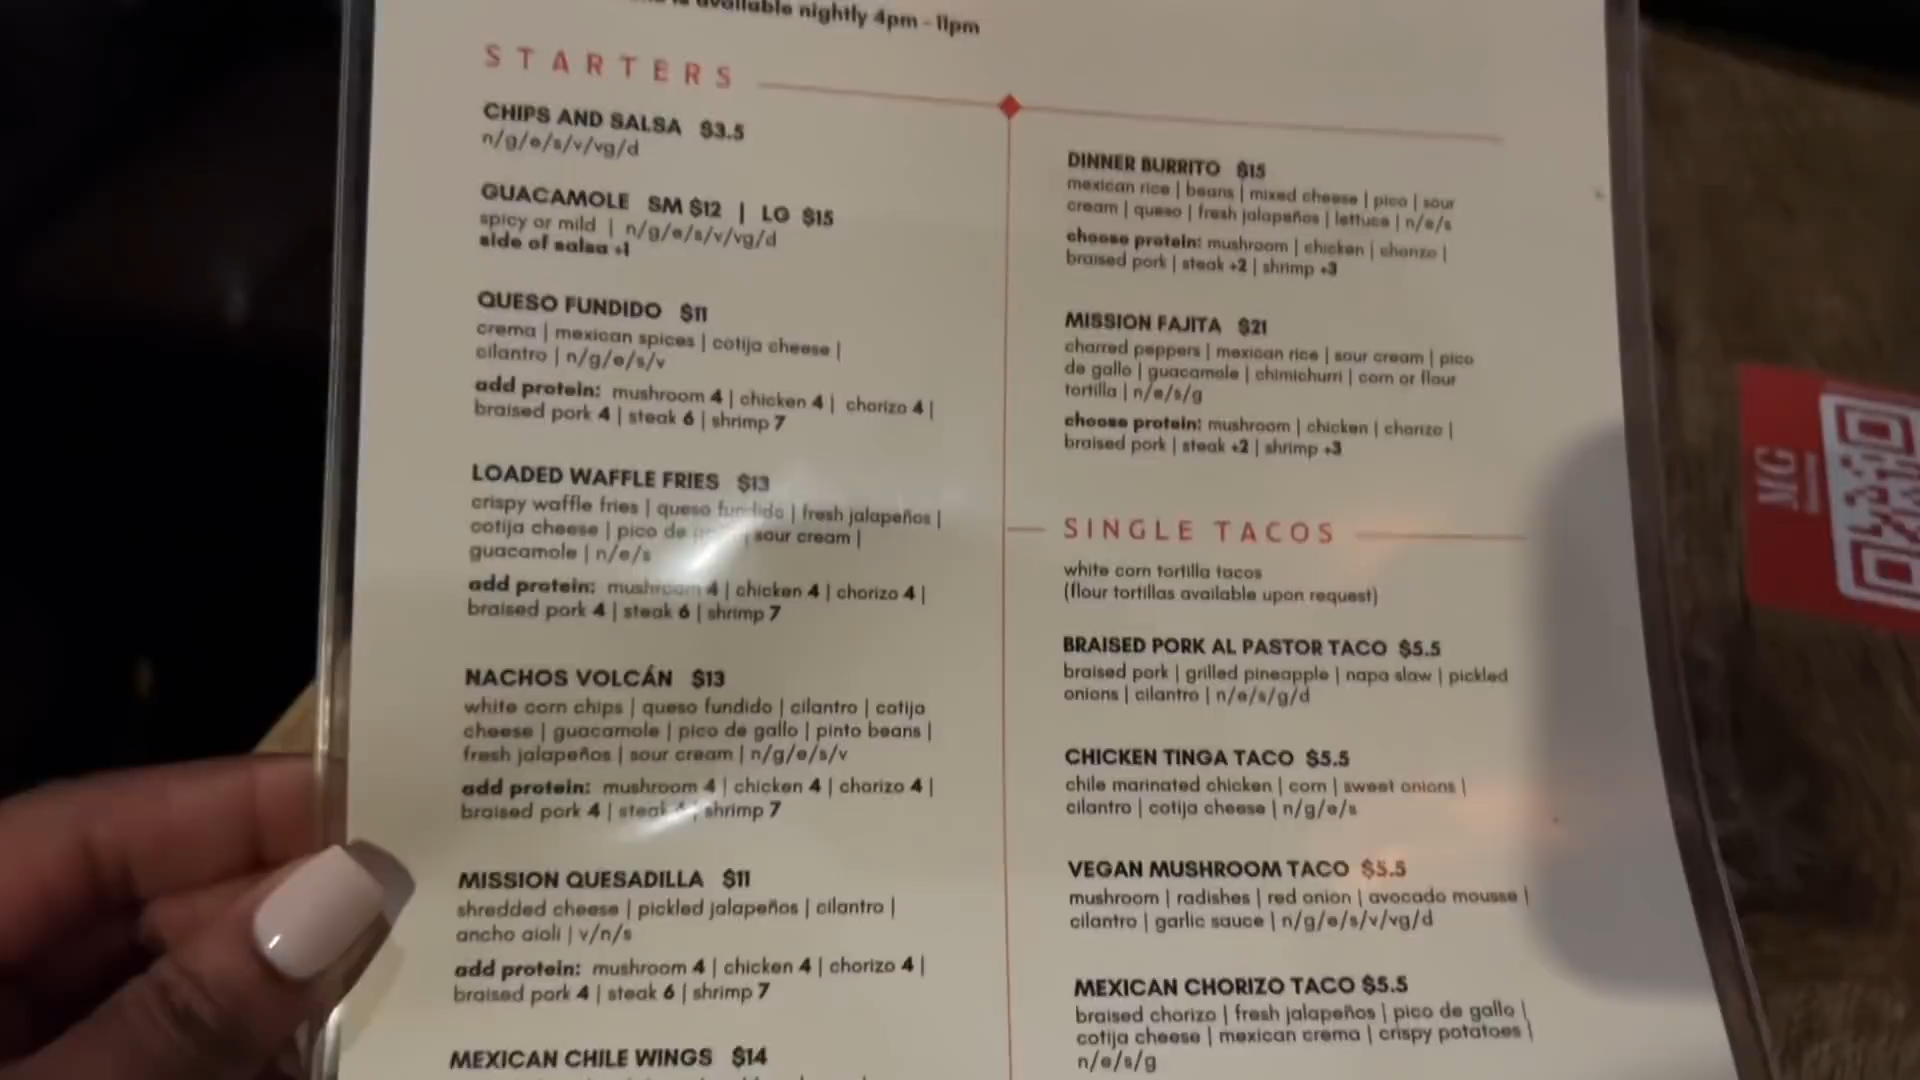 available nightly 4pm - 11pm
STARTERS
CHIPS AND SALSA $3.5
n/g/e/s/v/vg/d
GUACAMOLE SM $12 | LG $15
spicy or mild | n/g/e/s/v/vg/d
side of salsa +1
QUESO FUNDIDO $11
crema | mexican spices | cotija cheese |
cilantro | n/g/e/s/v
add protein: mushroom 4 | chicken 4 | chorizo 4 |
braised pork 4 | steak 6 | shrimp 7
LOADED WAFFLE FRIES $13
crispy waffle fries | queso fundido | fresh jalapeños |
cotija cheese | pico de | sour cream |
guacamole | n/e/s
add protein: mushroom 4 | chicken 4 | chorizo 4 |
braised pork 4 | steak 6 | shrimp 7
NACHOS VOLCÁN $13
white corn chips | queso fundido | cilantro | cotija
cheese | guacamole | pico de gallo | pinto beans |
fresh jalapeños | sour cream | n/g/e/s/v
add protein: mushroom 4 | chicken 4 | chorizo 4 |
braised pork 4 | steak | shrimp 7
MISSION QUESADILLA $11
shredded cheese | pickled jalapeños | cilantro |
ancho aioli | v/n/s
add protein: mushroom 4 | chicken 4 | chorizo 4 |
braised pork 4 | steak 6 | shrimp 7
MEXICAN CHILE WINGS $14
DINNER BURRITO $15
mexican rice | beans | mixed cheese | pico | sour
cream | queso | fresh jalapeños | lettuce | n/e/s
choose protein: mushroom | chicken | chorizo |
braised pork | steak +2 | shrimp +3
MISSION FAJITA $21
charred peppers | mexican rice | sour cream | pico
de gallo | guacamole | chimichurri | corn or flour
tortilla | n/e/s/g
choose protein: mushroom | chicken | chorizo |
braised pork | steak +2 | shrimp +3
SINGLE TACOS
white corn tortilla tacos
(flour tortillas available upon request)
BRAISED PORK AL PASTOR TACO $5.5
braised pork | grilled pineapple | napa slaw | pickled
onions | cilantro | n/e/s/g/d
CHICKEN TINGA TACO $5.5
chile marinated chicken | corn | sweet onions |
cilantro | cotija cheese | n/g/e/s
VEGAN MUSHROOM TACO $5.5
mushroom | radishes | red onion | avocado mousse |
cilantro | garlic sauce | n/g/e/s/v/vg/d
MEXICAN CHORIZO TACO $5.5
braised chorizo | fresh jalapeños | pico de gallo |
cotija cheese | mexican crema | crispy potatoes |
n/e/s/g
MG